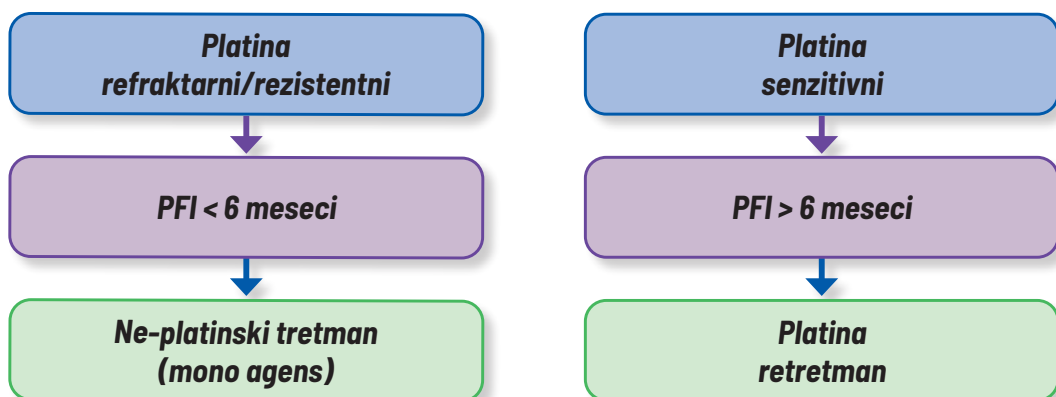 Platina
refraktarni/rezistentni
PFI < 6 meseci
Ne-platinski tretman
(mono agens)
Platina
senzitivni
PFI > 6 meseci
Platina
retretman